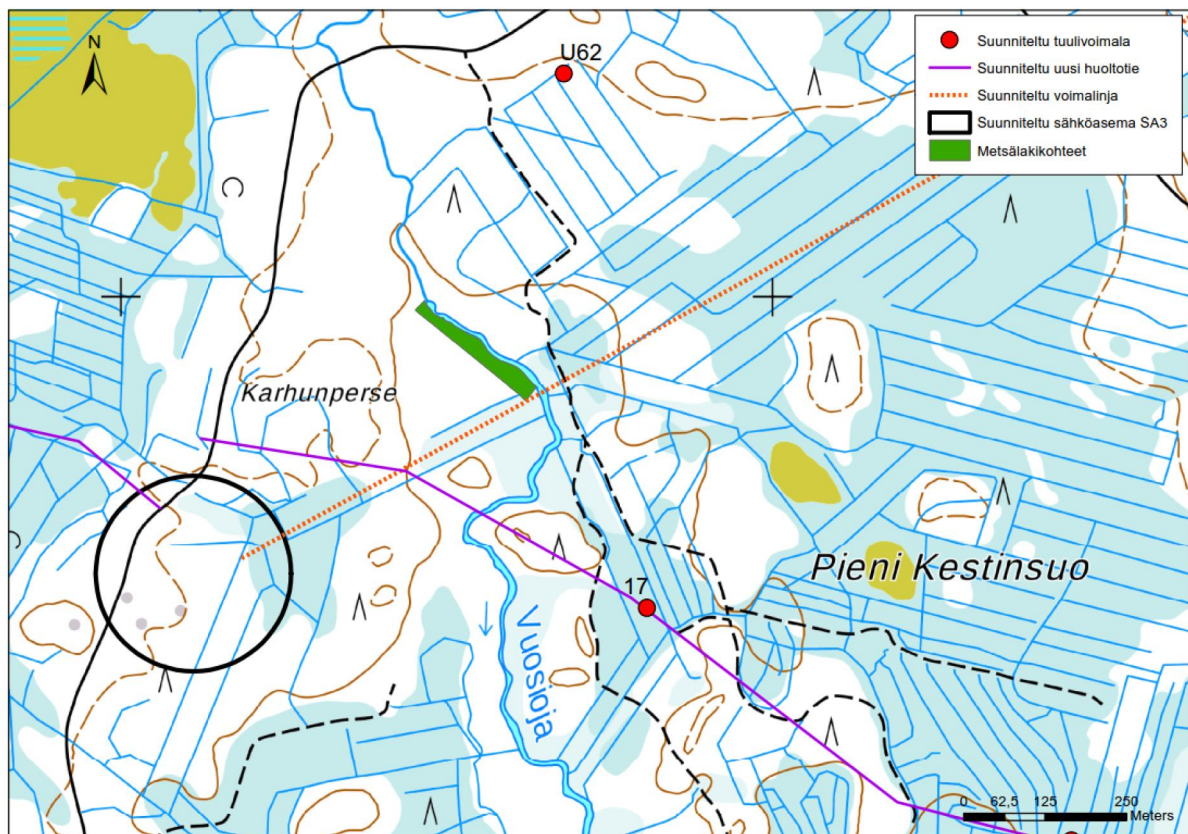 N
U62
Suunniteltu tuulivoimala
Suunniteltu uusi huoltotie
Suunniteltu voimalinja
Suunniteltu sähköasema SA3
Metsälakikohteet
Karhunperse
Pieni Kestinsuo
17
Vuosioja
0 62,5 125 250
Meters